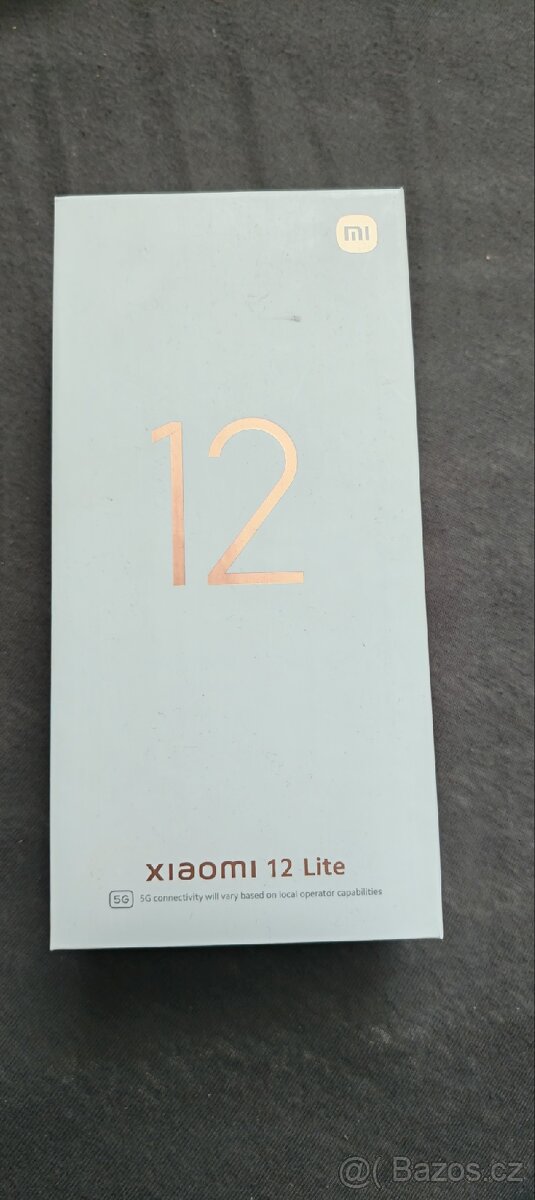 mi
12
xiaomi 12 Lite
5G 5G connectivity will vary based on local operator capabilities
@( Bazos.cz